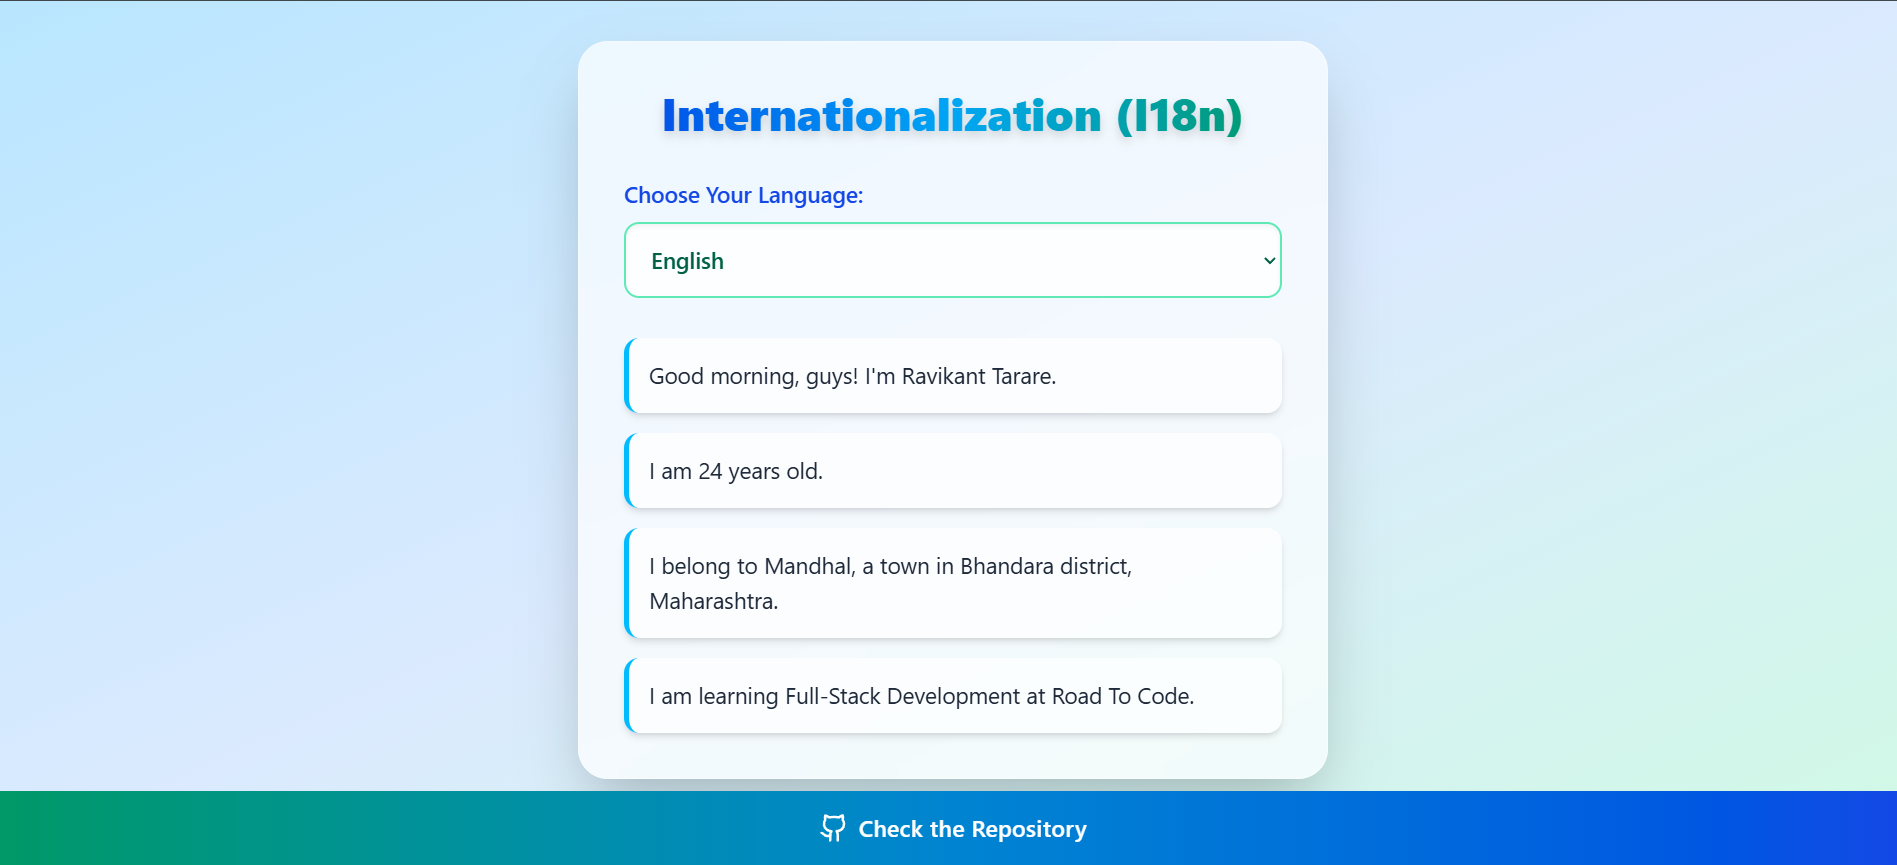 Internationalization (I18n)
Choose Your Language:
English
Good morning, guys! I'm Ravikant Tarare.
I am 24 years old.
I belong to Mandhal, a town in Bhandara district,
Maharashtra.
I am learning Full-Stack Development at Road To Code.
Check the Repository